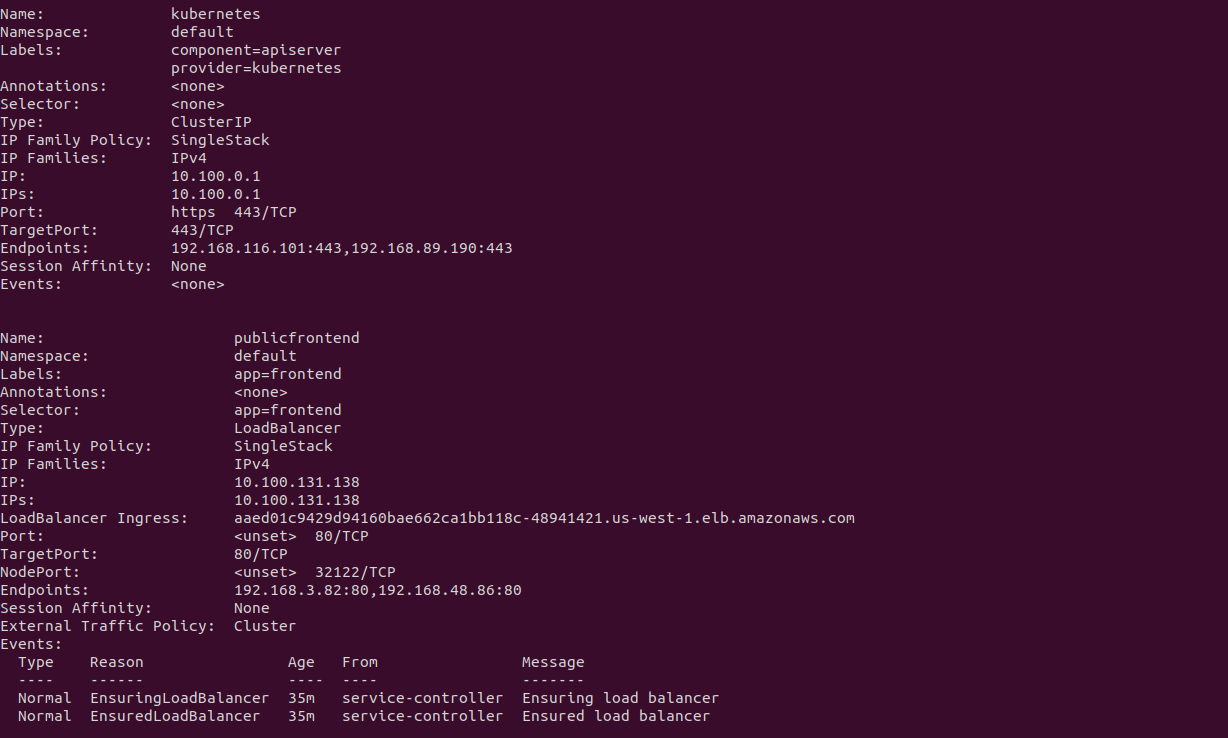 Name:              kubernetes
Namespace:         default
Labels:            component=apiserver
                   provider=kubernetes
Annotations:       <none>
Selector:          <none>
Type:              ClusterIP
IP Family Policy:  SingleStack
IP Families:       IPv4
IP:                10.100.0.1
IPs:               10.100.0.1
Port:              https  443/TCP
TargetPort:        443/TCP
Endpoints:         192.168.116.101:443,192.168.89.190:443
Session Affinity:  None
Events:            <none>


Name:                     publicfrontend
Namespace:                default
Labels:                   app=frontend
Annotations:              <none>
Selector:                 app=frontend
Type:                     LoadBalancer
IP Family Policy:         SingleStack
IP Families:              IPv4
IP:                       10.100.131.138
IPs:                      10.100.131.138
LoadBalancer Ingress:     aaed01c9429d94160bae662ca1bb118c-48941421.us-west-1.elb.amazonaws.com
Port:                     <unset>  80/TCP
TargetPort:               80/TCP
NodePort:                 <unset>  32122/TCP
Endpoints:                192.168.3.82:80,192.168.48.86:80
Session Affinity:         None
External Traffic Policy:  Cluster
Events:
  Type    Reason                Age   From                Message
  ----    ------                ----  ----                -------
  Normal  EnsuringLoadBalancer  35m   service-controller  Ensuring load balancer
  Normal  EnsuredLoadBalancer   35m   service-controller  Ensured load balancer